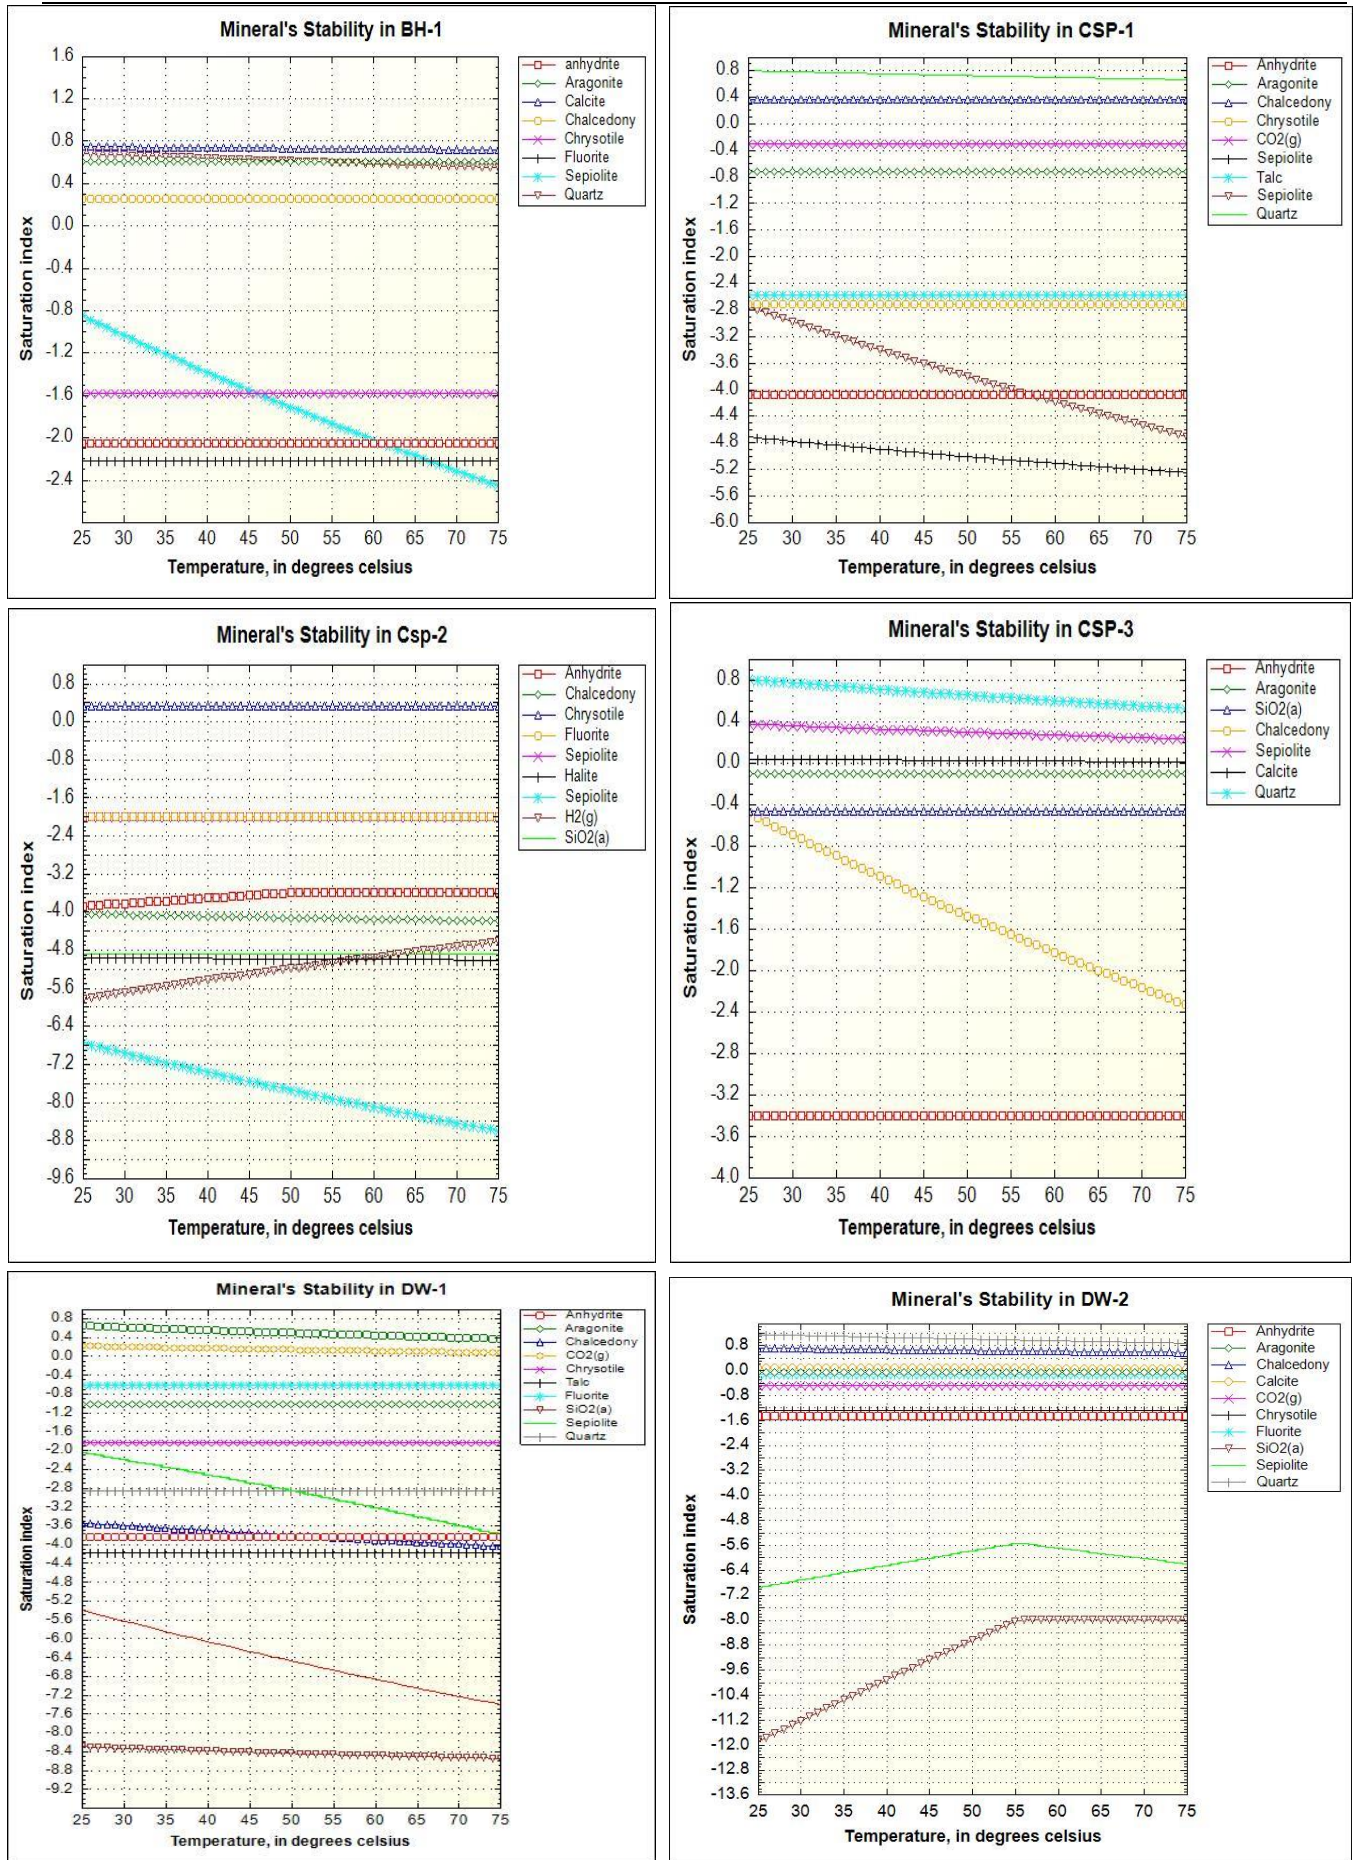 Mineral's Stability in BH-1
1.6
1.2
0.8
0.4
0.0
-0.4
-0.8
-1.2
-1.6
-2.0
-2.4
Saturation index
25 30 35 40 45 50 55 60 65 70 75
Temperature, in degrees celsius
anhydrite
Aragonite
Calcite
Chalcedony
Chrysotile
Fluorite
Sepiolite
Quartz
Mineral's Stability in CSP-1
0.8
0.4
0.0
-0.4
-0.8
-1.2
-1.6
-2.0
-2.4
-2.8
-3.2
-3.6
-4.0
-4.4
-4.8
-5.2
-5.6
-6.0
Saturation index
25 30 35 40 45 50 55 60 65 70 75
Temperature, in degrees celsius
Anhydrite
Aragonite
Chalcedony
Chrysotile
CO2(g)
Sepiolite
Talc
Sepiolite
Quartz
Mineral's Stability in Csp-2
0.8
0.0
-0.8
-1.6
-2.4
-3.2
-4.0
-4.8
-5.6
-6.4
-7.2
-8.0
-8.8
-9.6
Saturation index
25 30 35 40 45 50 55 60 65 70 75
Temperature, in degrees celsius
Anhydrite
Chalcedony
Chrysotile
Fluorite
Sepiolite
Halite
Sepiolite
H2(g)
SiO2(a)
Mineral's Stability in CSP-3
0.8
0.4
0.0
-0.4
-0.8
-1.2
-1.6
-2.0
-2.4
-2.8
-3.2
-3.6
-4.0
Saturation index
25 30 35 40 45 50 55 60 65 70 75
Temperature, in degrees celsius
Anhydrite
Aragonite
SiO2(a)
Chalcedony
Sepiolite
Calcite
Quartz
Mineral's Stability in DW-1
0.8
0.4
0.0
-0.4
-0.8
-1.2
-1.6
-2.0
-2.4
-2.8
-3.2
-3.6
-4.0
-4.4
-4.8
-5.2
-5.6
-6.0
-6.4
-6.8
-7.2
-7.6
-8.0
-8.4
-8.8
-9.2
Saturation index
25 30 35 40 45 50 55 60 65 70 75
Temperature, in degrees celsius
Anhydrite
Aragonite
Chalcedony
CO2(g)
Chrysotile
Talc
Fluorite
SiO2(a)
Sepiolite
Quartz
Mineral's Stability in DW-2
0.8
0.0
-0.8
-1.6
-2.4
-3.2
-4.0
-4.8
-5.6
-6.4
-7.2
-8.0
-8.8
-9.6
-10.4
-11.2
-12.0
-12.8
-13.6
Saturation index
25 30 35 40 45 50 55 60 65 70 75
Temperature, in degrees celsius
Anhydrite
Aragonite
Chalcedony
Calcite
CO2(g)
Chrysotile
Fluorite
SiO2(a)
Sepiolite
Quartz